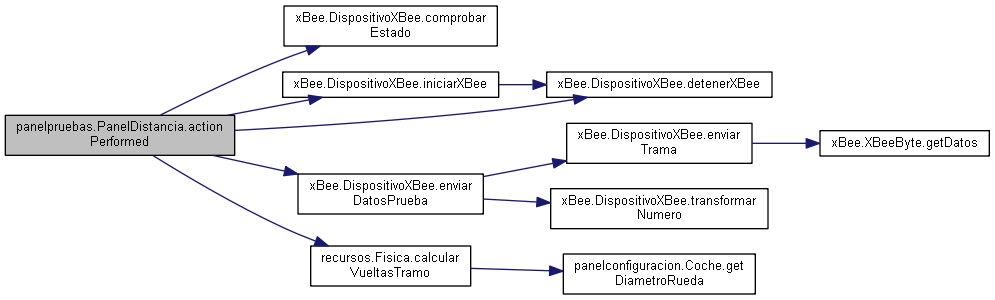 xBee.DispositivoXBee.comprobar
Estado
xBee.DispositivoXBee.iniciarXBee
xBee.DispositivoXBee.detenerXBee
panelpruebas.PanelDistancia.action
Performed
xBee.DispositivoXBee.enviar
Trama
xBee.XBeeByte.getDatos
xBee.DispositivoXBee.enviar
DatosPrueba
xBee.DispositivoXBee.transformar
Numero
recursos.Fisica.calcular
VueltasTramo
panelconfiguracion.Coche.get
DiametroRueda